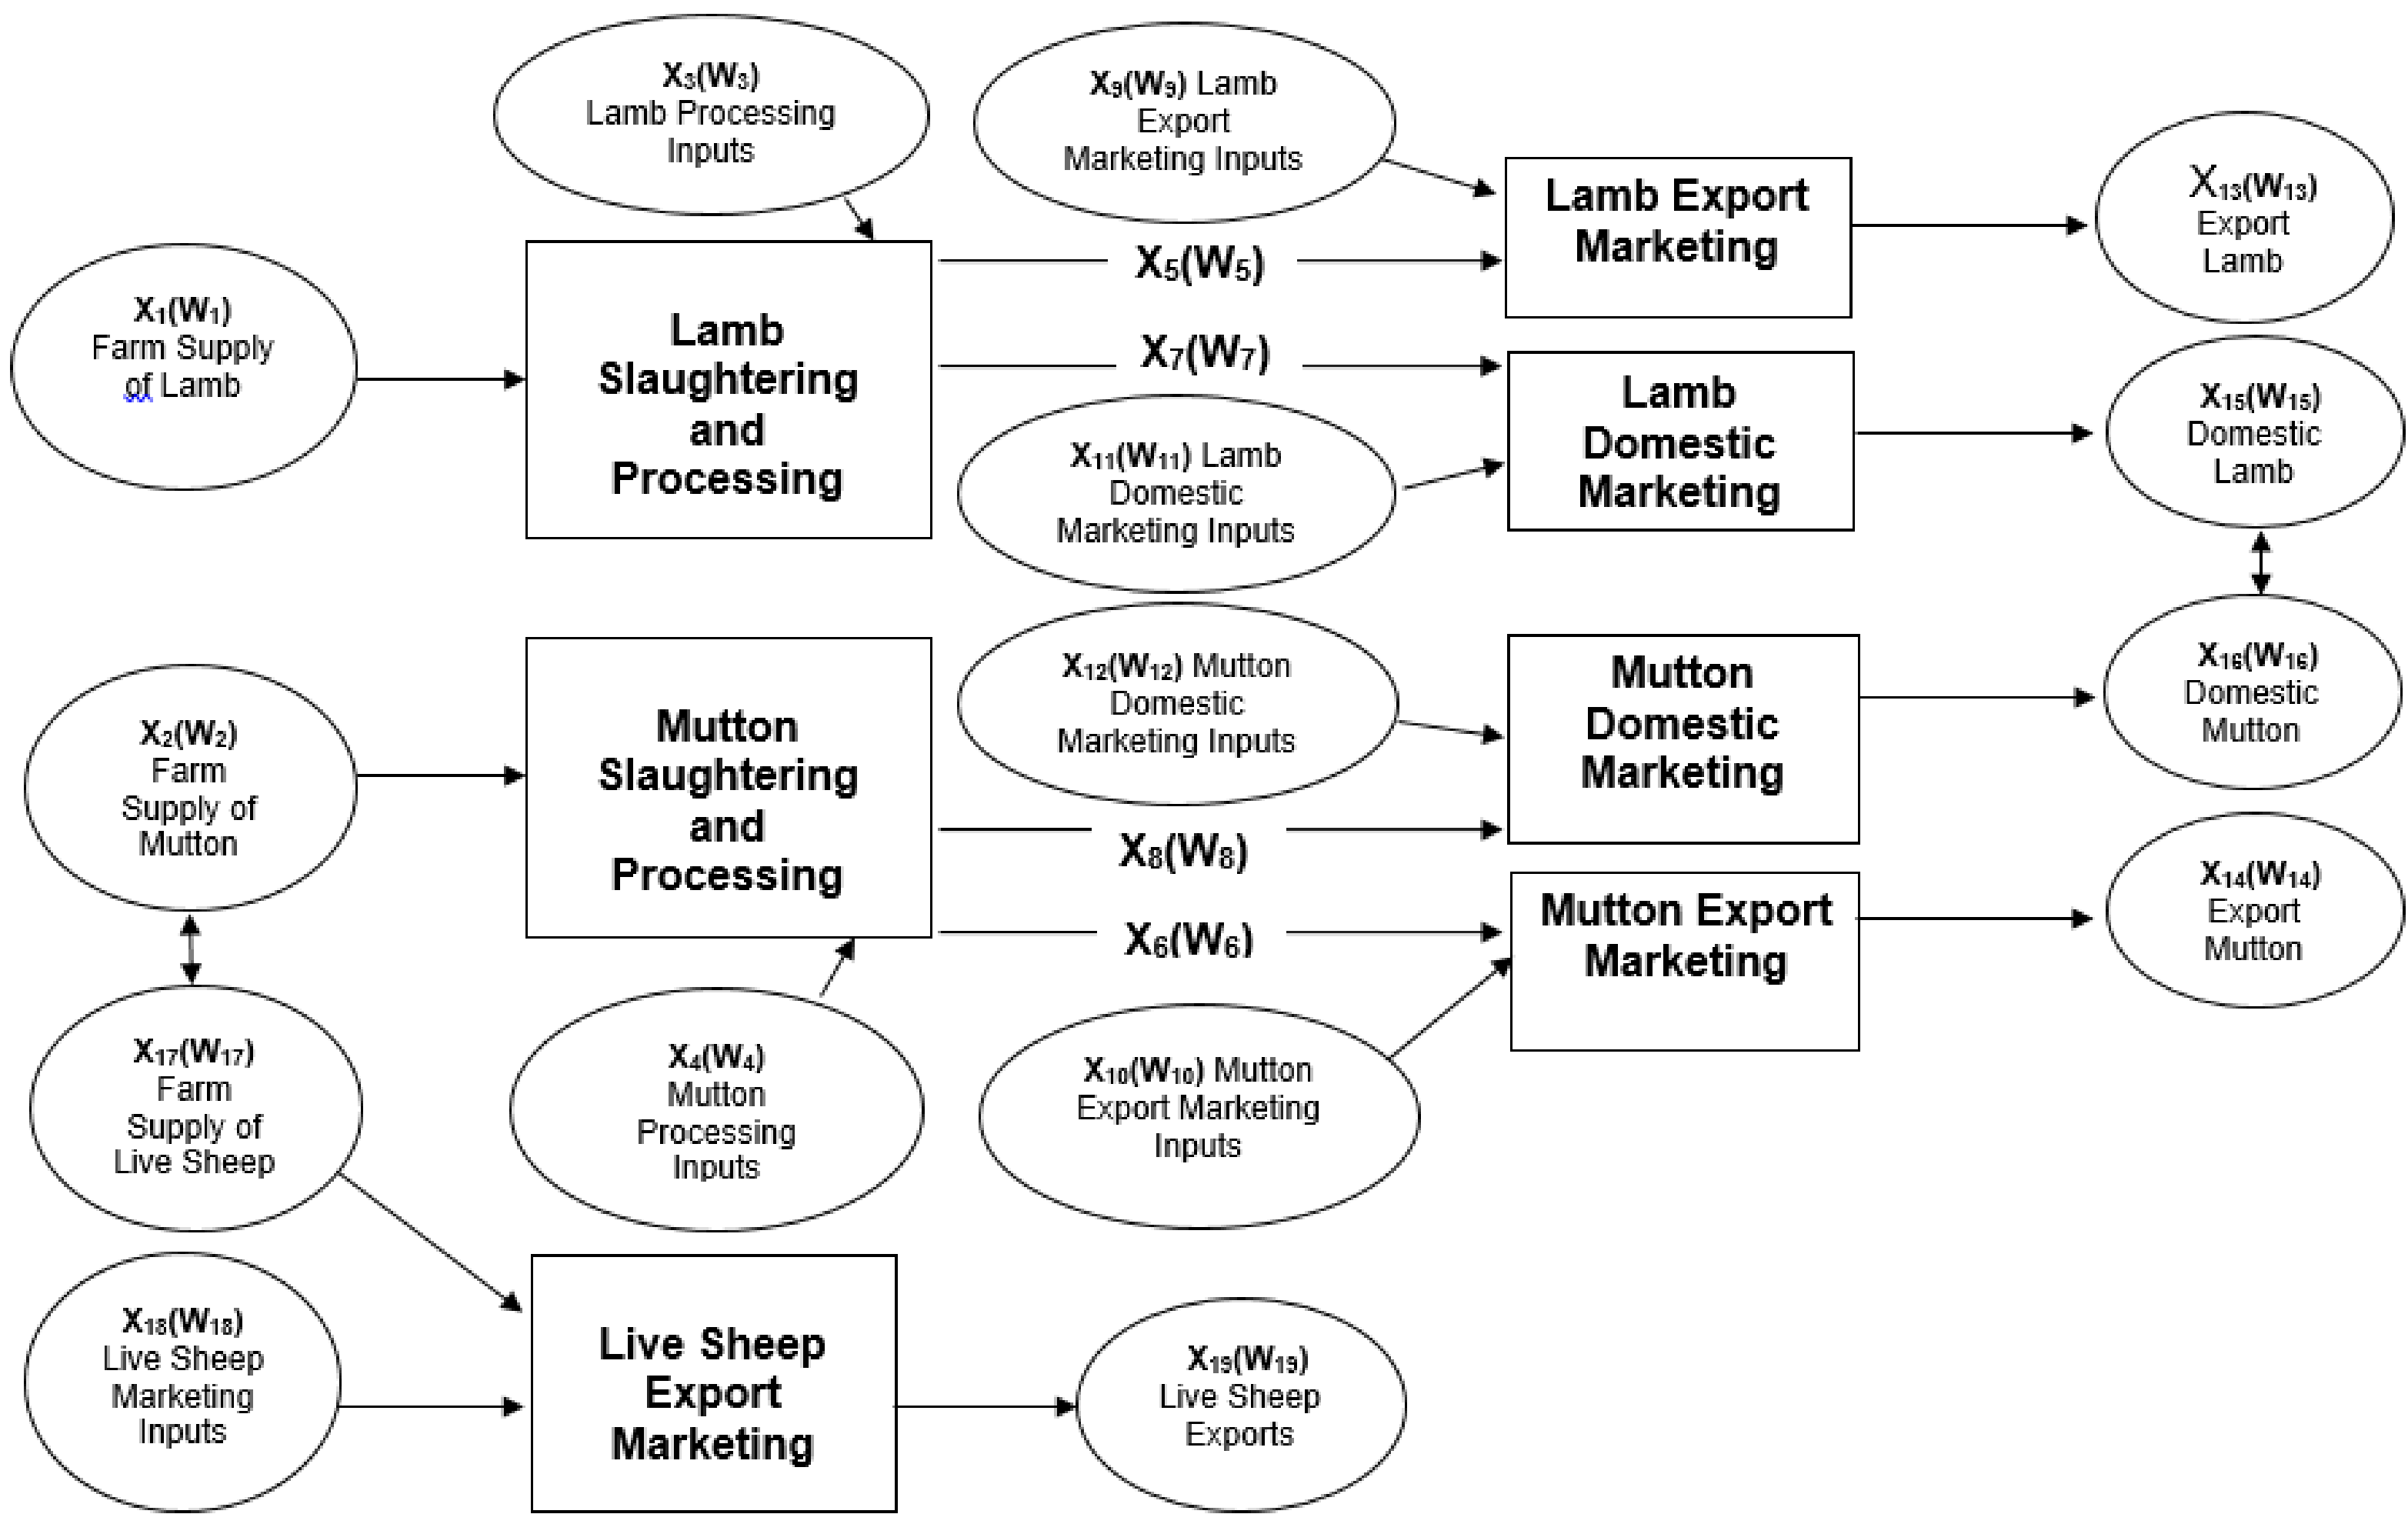 X₃(W₃)
Lamb Processing
Inputs
X₉(W₉) Lamb
Export
Marketing Inputs
X₁₃(W₁₃)
Export
Lamb
Lamb Export
Marketing
X₅(W₅)
X₁(W₁)
Farm Supply
of Lamb
Lamb
Slaughtering
and
Processing
X₇(W₇)
Lamb
Domestic
Marketing
X₁₅(W₁₅)
Domestic
Lamb
X₁₁(W₁₁) Lamb
Domestic
Marketing Inputs
X₂(W₂)
Farm
Supply of
Mutton
Mutton
Slaughtering
and
Processing
X₁₂(W₁₂) Mutton
Domestic
Marketing Inputs
Mutton
Domestic
Marketing
X₁₆(W₁₆)
Domestic
Mutton
X₈(W₈)
X₆(W₆)
Mutton Export
Marketing
X₁₄(W₁₄)
Export
Mutton
X₁₇(W₁₇)
Farm
Supply of
Live Sheep
X₄(W₄)
Mutton
Processing
Inputs
X₁₀(W₁₀) Mutton
Export Marketing
Inputs
X₁₈(W₁₈)
Live Sheep
Marketing
Inputs
Live Sheep
Export
Marketing
X₁₉(W₁₉)
Live Sheep
Exports